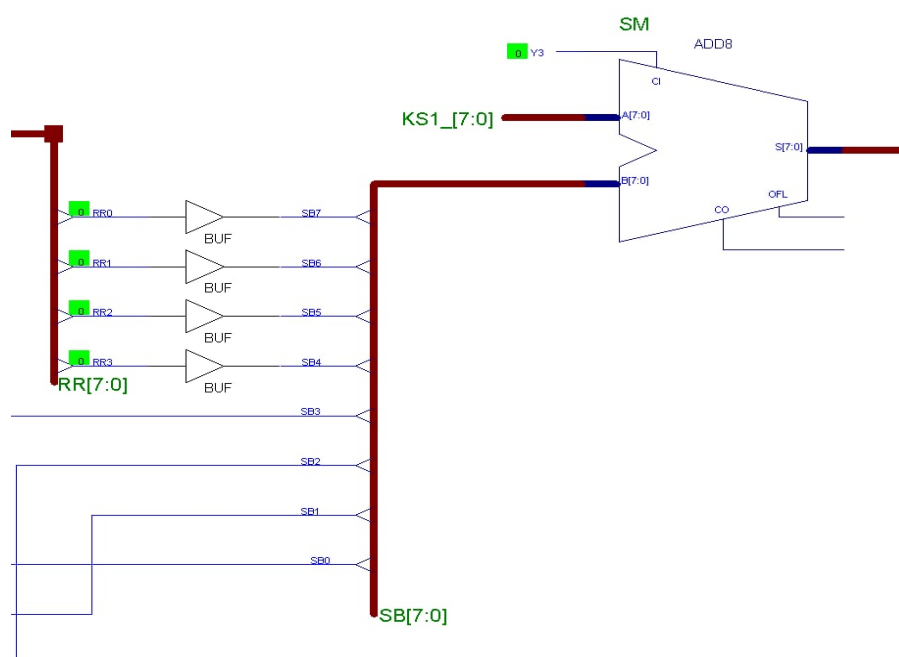 SM
ADD8
0 Y3
CI
KS1_[7:0]
A[7:0]
S[7:0]
B[7:0]
OFL
CO
0 RR0
SB7
BUF
0 RR1
SB6
BUF
0 RR2
SB5
BUF
0 RR3
SB4
BUF
RR[7:0]
SB3
SB2
SB1
SB0
SB[7:0]